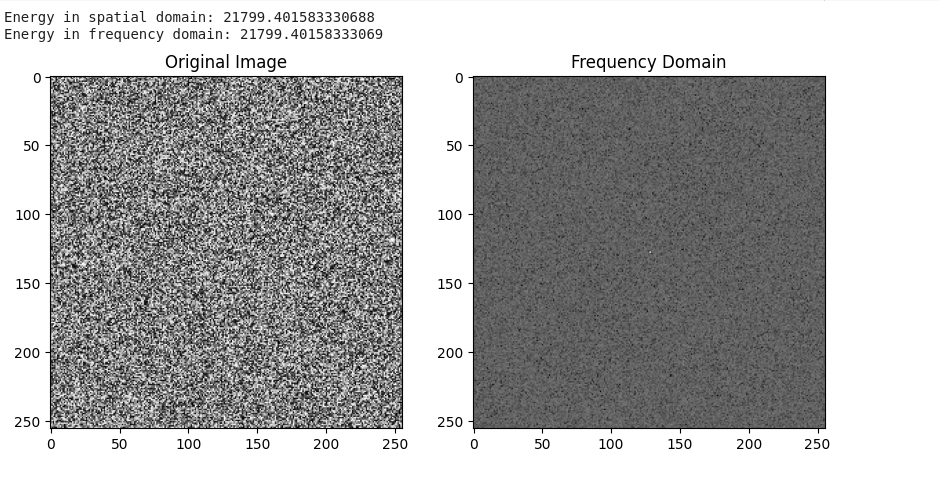 Energy in spatial domain: 21799.401583330688
Energy in frequency domain: 21799.40158333069
Original Image
Frequency Domain
0
50
100
150
200
250
0 50 100 150 200 250
0
50
100
150
200
250
0 50 100 150 200 250